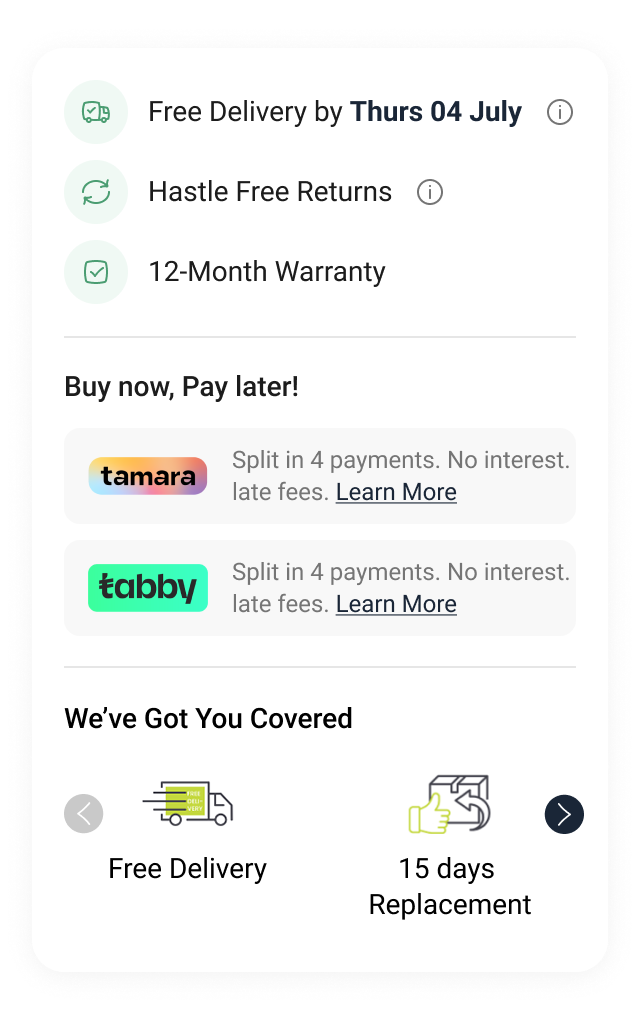 Free Delivery by Thurs 04 July
Hastle Free Returns
12-Month Warranty
Buy now, Pay later!
tamara
Split in 4 payments. No interest.
late fees. Learn More
tabby
Split in 4 payments. No interest.
late fees. Learn More
We’ve Got You Covered
FREE
DELI-
VERY
Free Delivery
15 days
Replacement